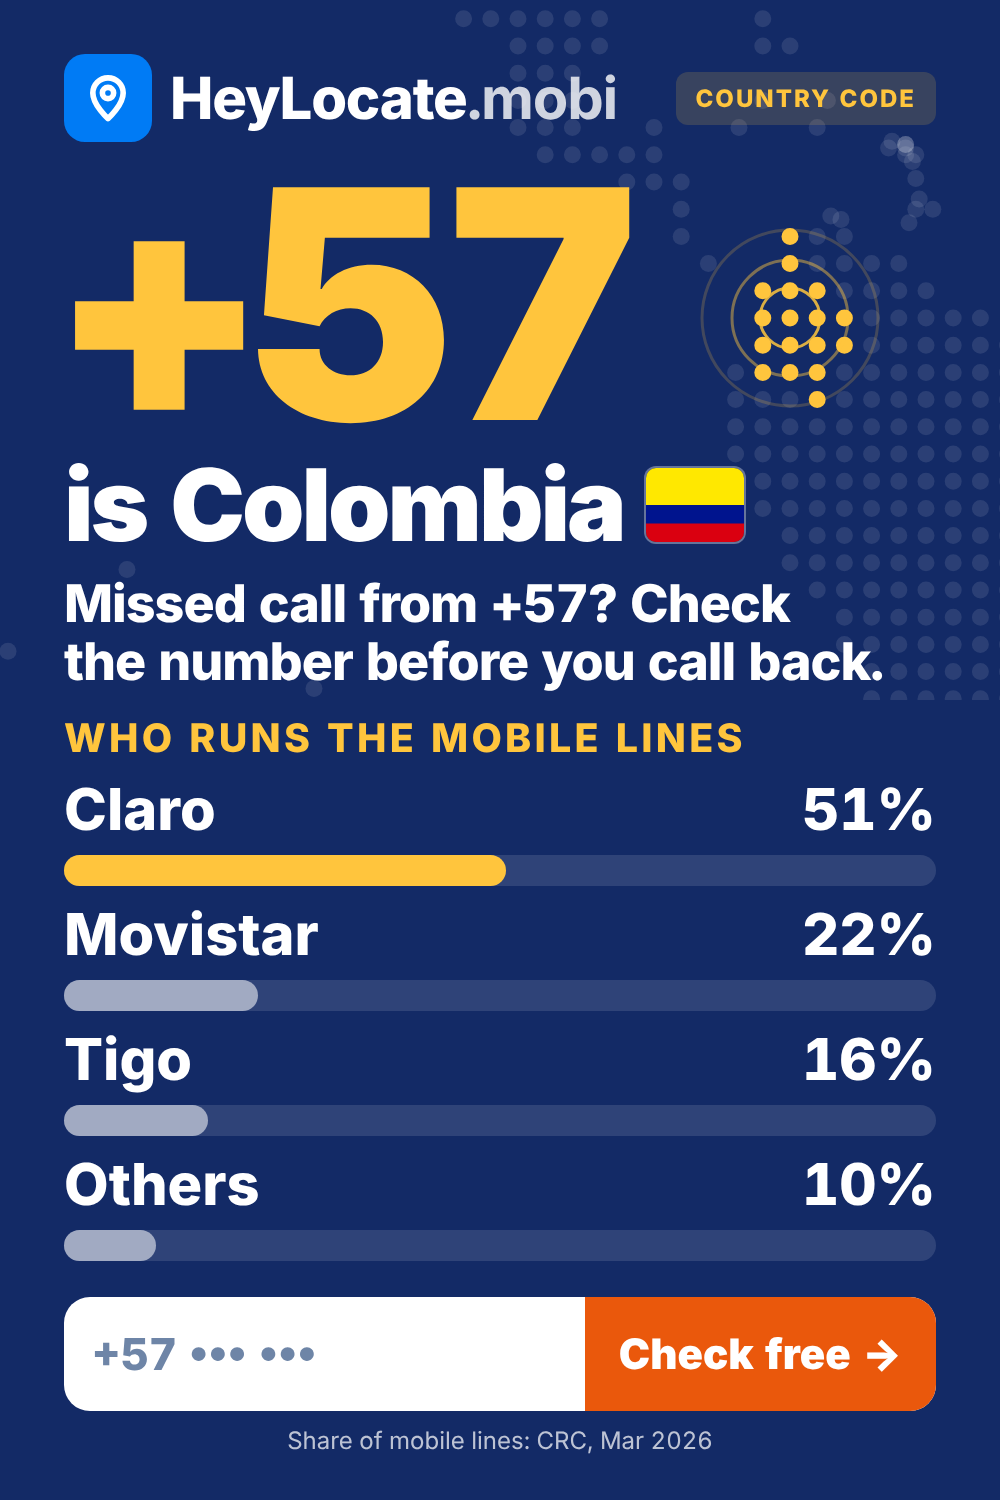 HeyLocate.mobi
COUNTRY CODE
+57
is Colombia
Missed call from +57? Check
the number before you call back.
WHO RUNS THE MOBILE LINES
Claro 51%
Movistar 22%
Tigo 16%
Others 10%
+57 ••• •••
Check free →
Share of mobile lines: CRC, Mar 2026